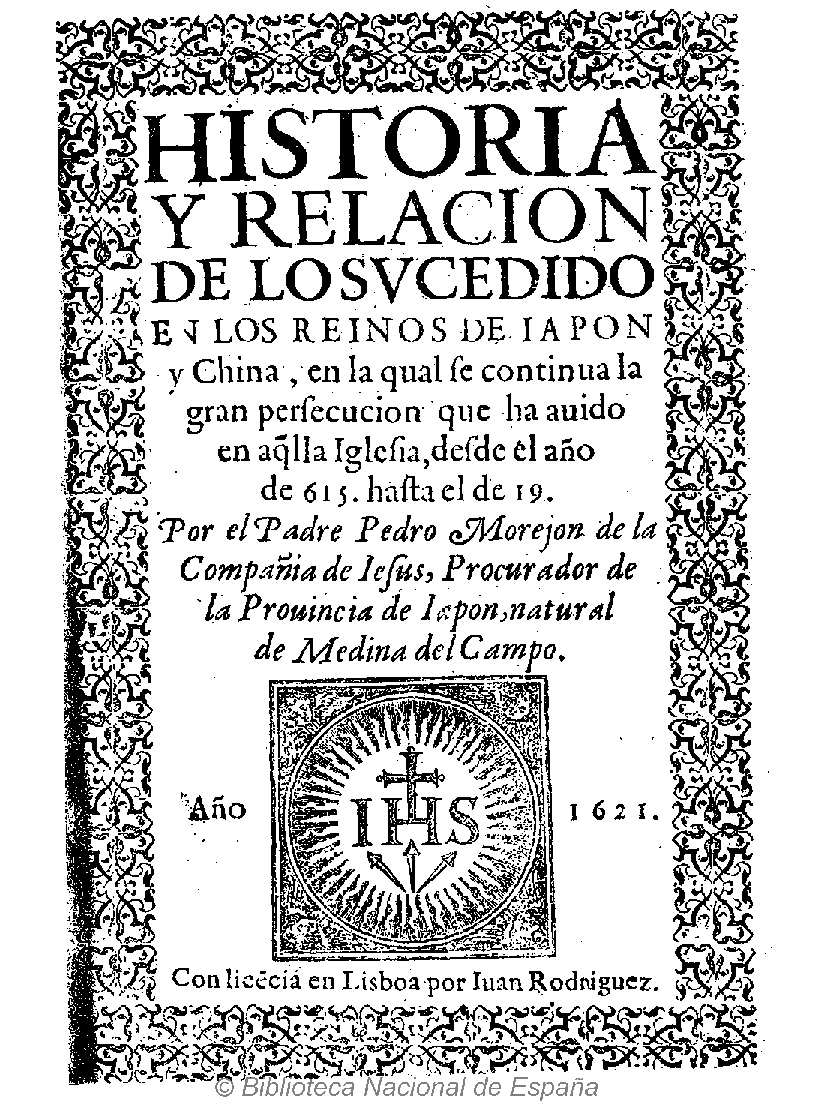 HISTORIA
Y RELACION
DE LO SVCEDIDO
EN LOS REINOS DE IAPON
y China, en la qual ſe continua la
gran perſecucion que ha auido
en aq̃lla Igleſia, deſde èl año
de 615. haſta el de 19.
Por el Padre Pedro Morejon de la
Compañia de Ieſus, Procurador de
la Prouincia de Iapon, natural
de Medina del Campo.
IHS
Año 1621.
Con licẽcia en Lisboa por Iuan Rodriguez.
© Biblioteca Nacional de España